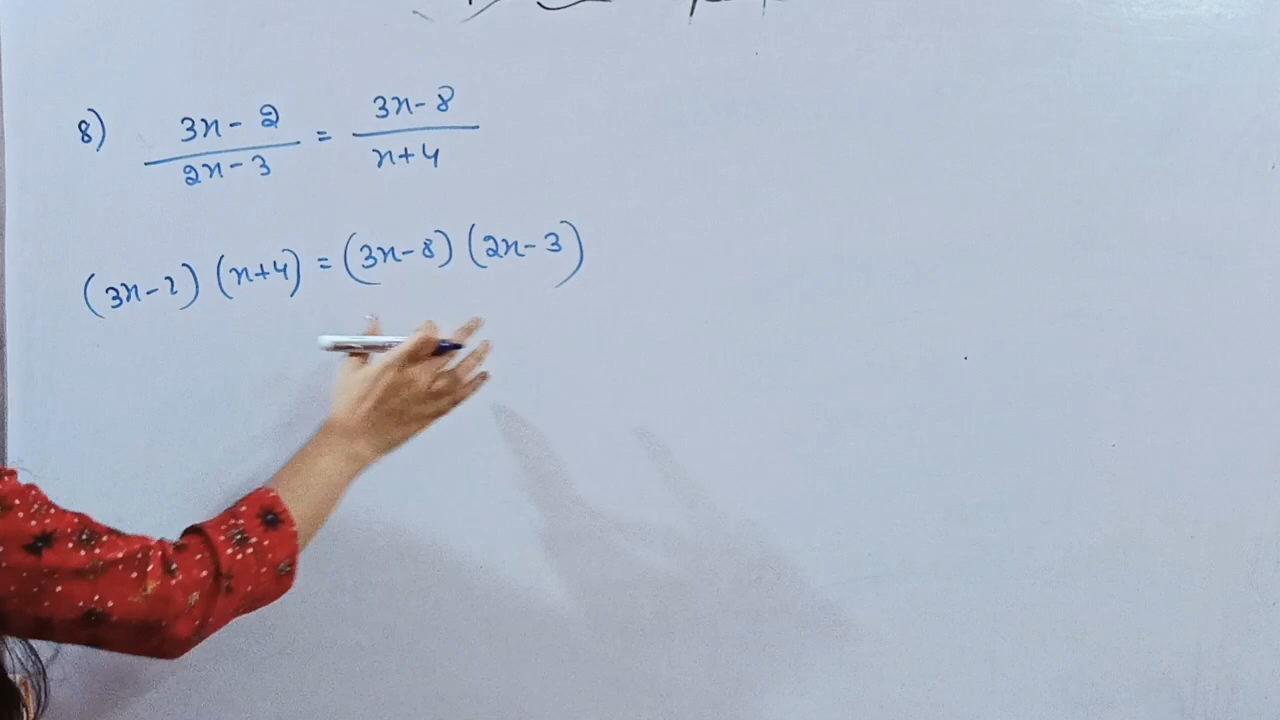 8) 3x - 2 / 2x - 3 = 3x - 8 / x + 4
(3x - 2) (x + 4) = (3x - 8) (2x - 3)